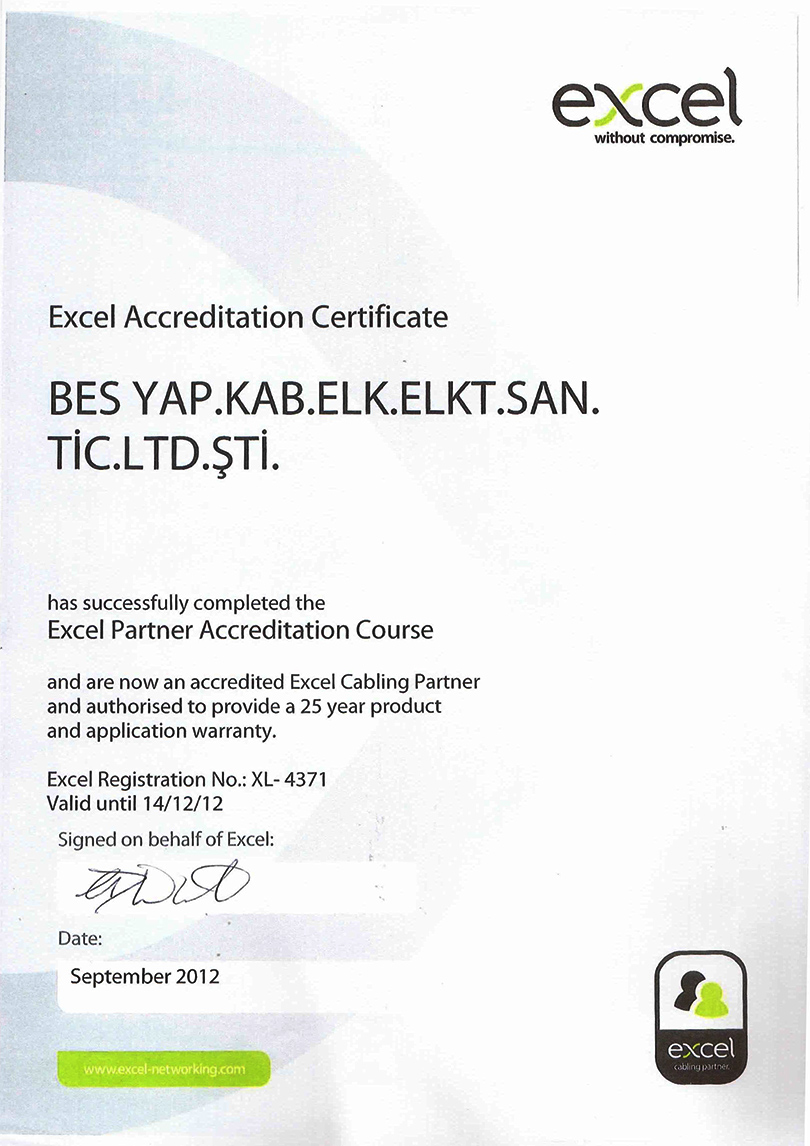 excel
without compromise.
Excel Accreditation Certificate
BES YAP.KAB.ELK.ELKT.SAN.
TİC.LTD.ŞTİ.
has successfully completed the
Excel Partner Accreditation Course
and are now an accredited Excel Cabling Partner
and authorised to provide a 25 year product
and application warranty.
Excel Registration No.: XL- 4371
Valid until 14/12/12
Signed on behalf of Excel:
Date:
September 2012
www.excel-networking.com
excel
cabling partner.